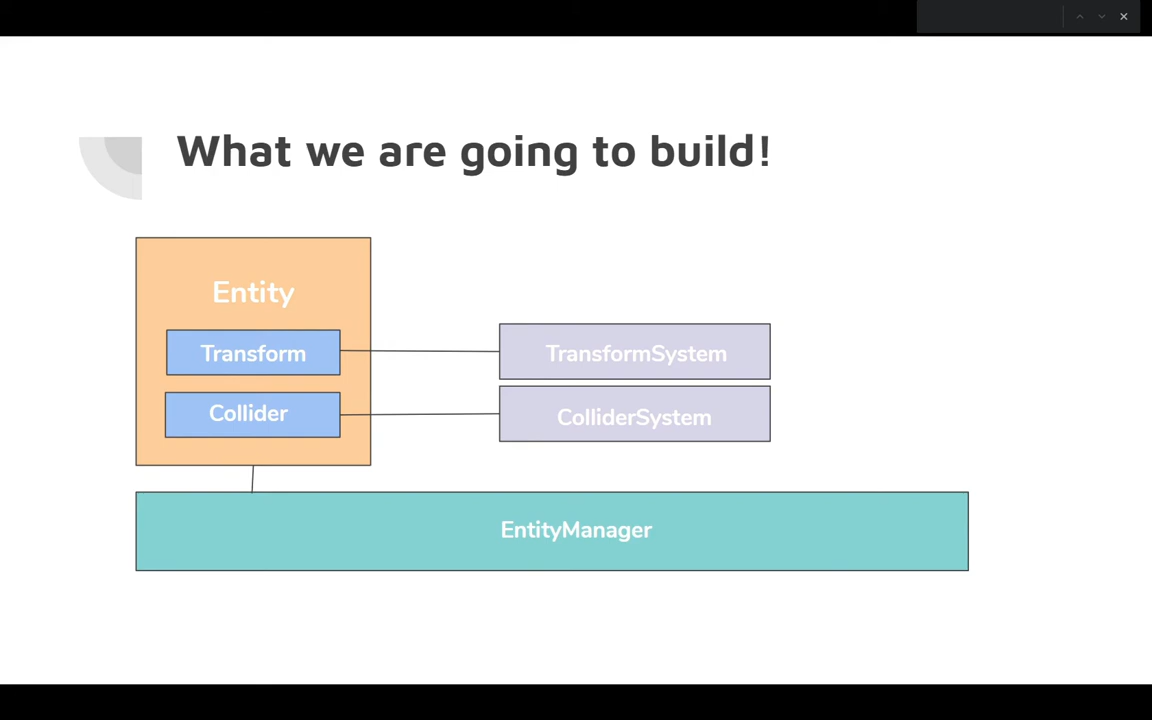 What we are going to build!
Entity
Transform
TransformSystem
Collider
ColliderSystem
EntityManager